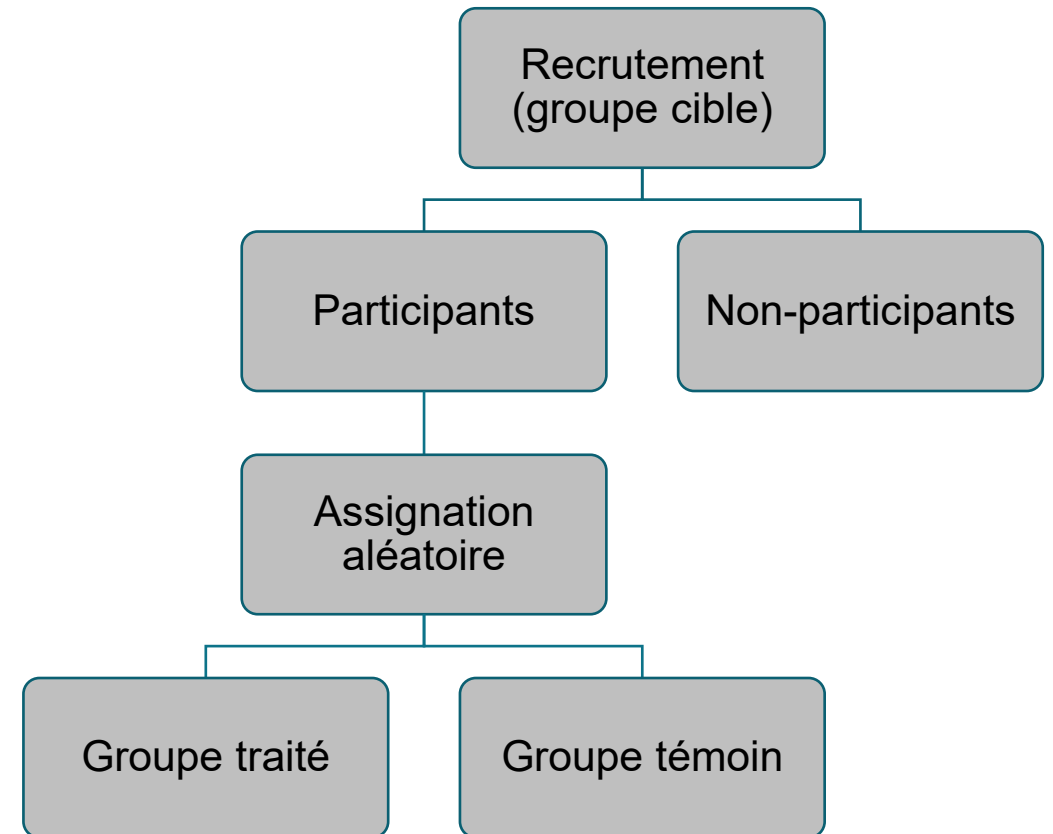 Recrutement
(groupe cible)
Participants
Non-participants
Assignation
aléatoire
Groupe traité
Groupe témoin